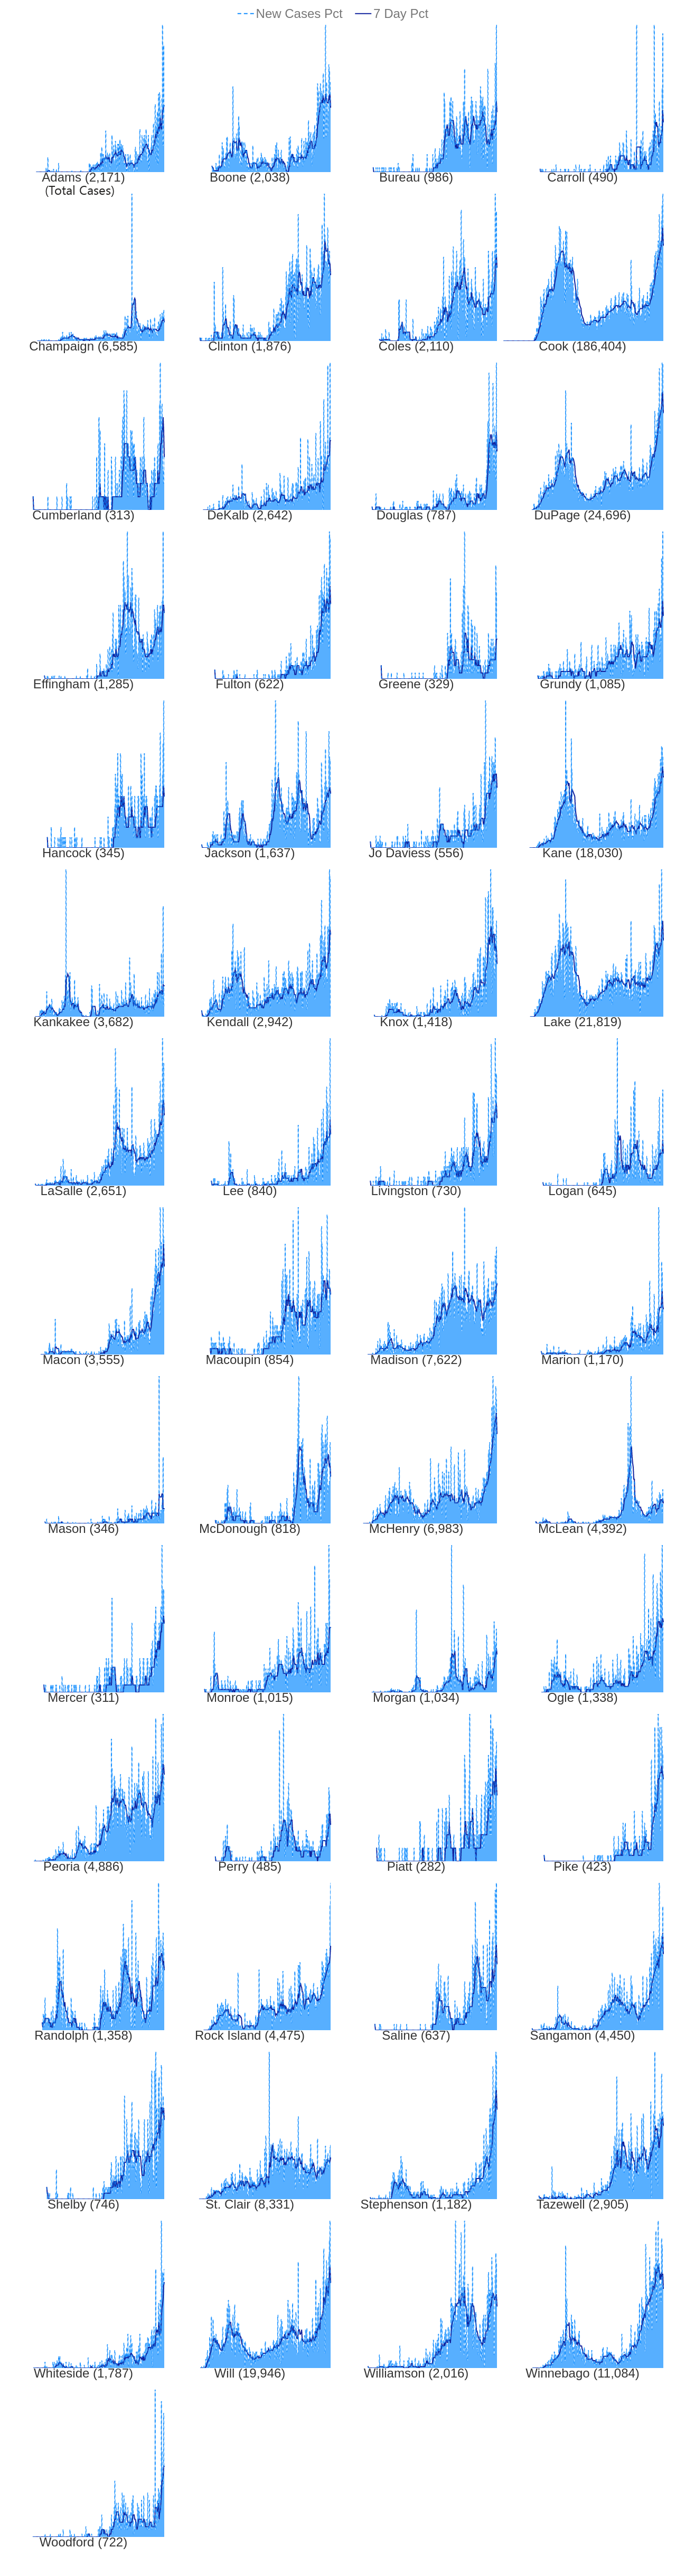 New Cases Pct 7 Day Pct
Adams (2,171) Boone (2,038) Bureau (986) Carroll (490)
(Total Cases)
Champaign (6,585) Clinton (1,876) Coles (2,110) Cook (186,404)
Cumberland (313) DeKalb (2,642) Douglas (787) DuPage (24,696)
Effingham (1,285) Fulton (622) Greene (329) Grundy (1,085)
Hancock (345) Jackson (1,637) Jo Daviess (556) Kane (18,030)
Kankakee (3,682) Kendall (2,942) Knox (1,418) Lake (21,819)
LaSalle (2,651) Lee (840) Livingston (730) Logan (645)
Macon (3,555) Macoupin (854) Madison (7,622) Marion (1,170)
Mason (346) McDonough (818) McHenry (6,983) McLean (4,392)
Mercer (311) Monroe (1,015) Morgan (1,034) Ogle (1,338)
Peoria (4,886) Perry (485) Piatt (282) Pike (423)
Randolph (1,358) Rock Island (4,475) Saline (637) Sangamon (4,450)
Shelby (746) St. Clair (8,331) Stephenson (1,182) Tazewell (2,905)
Whiteside (1,787) Will (19,946) Williamson (2,016) Winnebago (11,084)
Woodford (722)